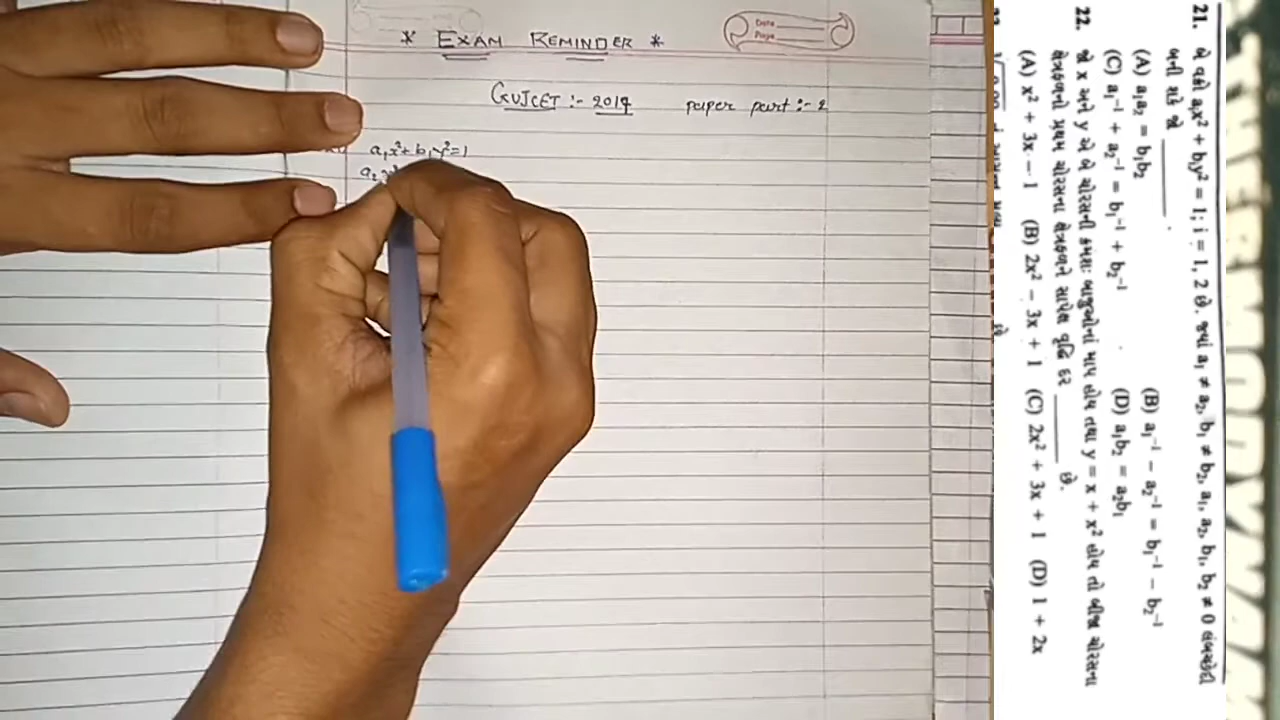 * EXAM REMINDER *
Date
Page
GUJCET :- 2019 paper part :- 2
a₁x² + b₁y² = 1
a₂x²
21. બે વક્રો aᵢx² + bᵢy² = 1; i = 1, 2 છે. જ્યાં a₁ ≠ a₂, b₁ ≠ b₂, a₁, a₂, b₁, b₂ ≠ 0 લંબચ્છેદી
બની શકે જો ______.
(A) a₁a₂ = b₁b₂ (B) a₁⁻¹ − a₂⁻¹ = b₁⁻¹ − b₂⁻¹
(C) a₁⁻¹ + a₂⁻¹ = b₁⁻¹ + b₂⁻¹ (D) a₁b₂ = a₂b₁
22. જો x અને y એ બે ચોરસની ક્રમશઃ બાજુઓનાં માપ હોય તથા y = x + x² હોય તો બીજા ચોરસના
ક્ષેત્રફળનો પ્રથમ ચોરસના ક્ષેત્રફળને સાપેક્ષ વૃદ્ધિ દર ______ છે.
(A) x² + 3x − 1 (B) 2x² − 3x + 1 (C) 2x² + 3x + 1 (D) 1 + 2x